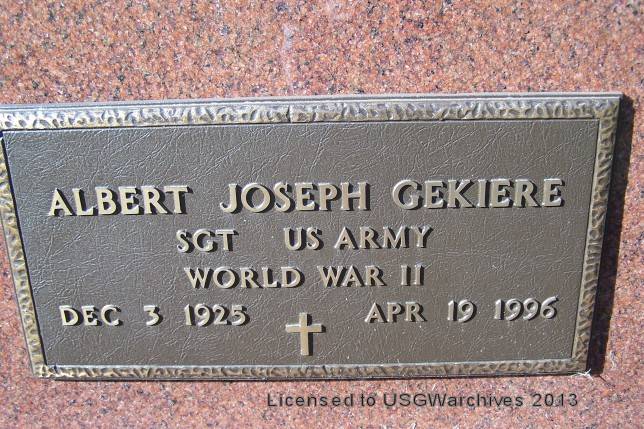 ALBERT JOSEPH GEKIERE
SGT US ARMY
WORLD WAR II
DEC 3 1925 APR 19 1996
Licensed to USGWarchives 2013